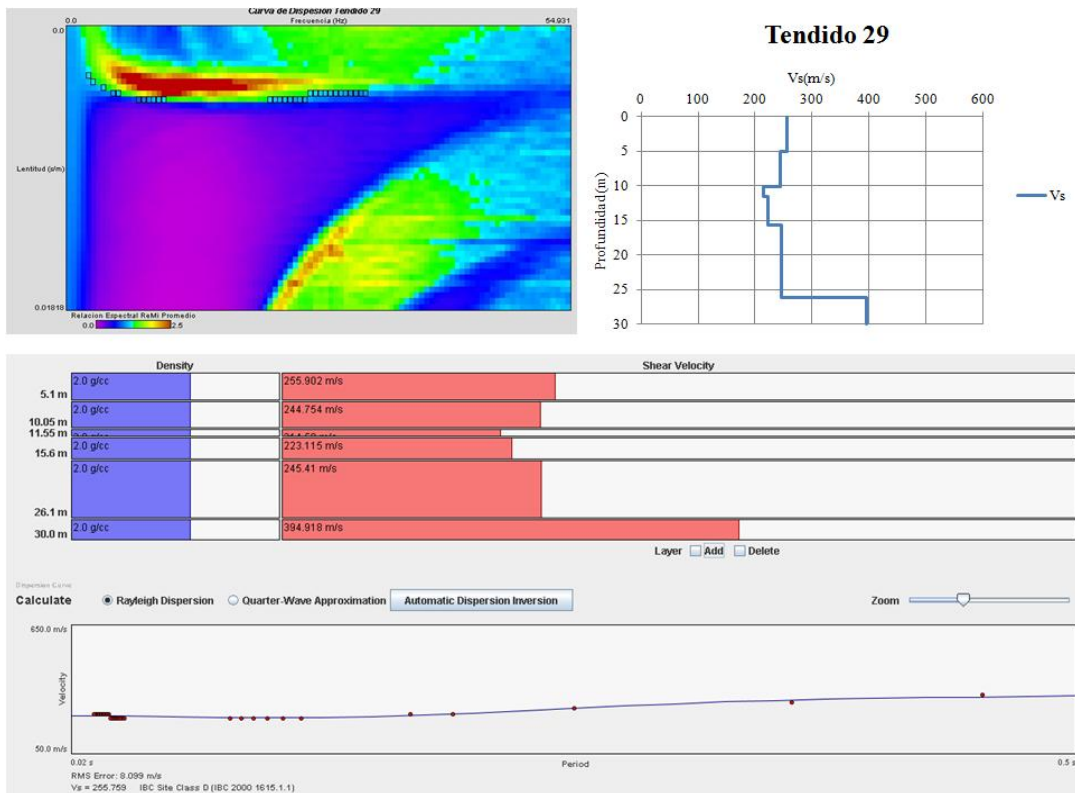 Curva de Dispesión Tendido 29
0.0 Frecuencia (Hz) 54.931
0.0
Lentitud (s/m)
0.01818
Relacion Espectral ReMi Promedio
0.0 2.5
Tendido 29
Vs(m/s)
0 100 200 300 400 500 600
0
5
10
15
20
25
30
Profundidad(m)
Vs
Density Shear Velocity
2.0 g/cc 255.902 m/s
5.1 m
2.0 g/cc 244.754 m/s
10.05 m
11.55 m
2.0 g/cc 223.115 m/s
15.6 m
2.0 g/cc 245.41 m/s
26.1 m
2.0 g/cc 394.918 m/s
30.0 m
Layer Add Delete
Dispersion Curve
Calculate Rayleigh Dispersion Quarter-Wave Approximation Automatic Dispersion Inversion Zoom
650.0 m/s
Velocity
50.0 m/s
0.02 s Period 0.5 s
RMS Error: 8.099 m/s
Vs = 255.759 IBC Site Class D (IBC 2000 1615.1.1)